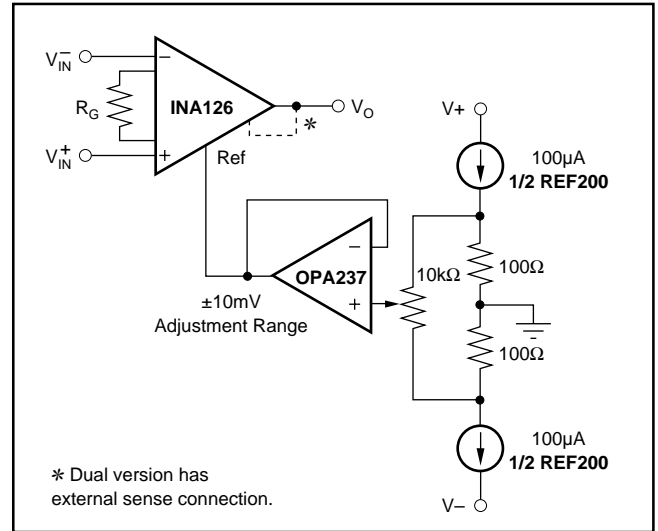 V⁻IN
−
RG
INA126
VO
*
V⁺IN
+
Ref
V+
100µA
1/2 REF200
−
OPA237
+
10kΩ
100Ω
100Ω
±10mV
Adjustment Range
100µA
1/2 REF200
V−
* Dual version has
external sense connection.